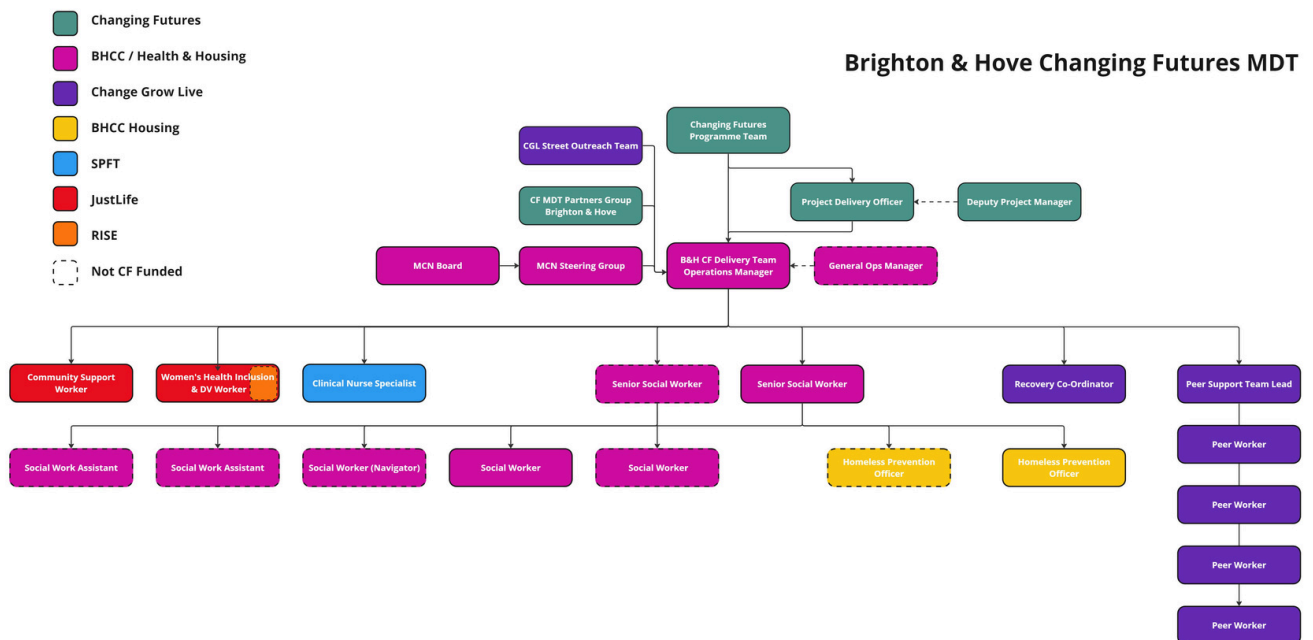 Changing Futures
BHCC / Health & Housing
Change Grow Live
BHCC Housing
SPFT
JustLife
RISE
Not CF Funded
Brighton & Hove Changing Futures MDT
Changing Futures
Programme Team
CGL Street Outreach Team
CF MDT Partners Group
Brighton & Hove
Project Delivery Officer
Deputy Project Manager
MCN Board
MCN Steering Group
B&H CF Delivery Team
Operations Manager
General Ops Manager
Community Support
Worker
Women's Health Inclusion
& DV Worker
Clinical Nurse Specialist
Senior Social Worker
Senior Social Worker
Recovery Co-Ordinator
Peer Support Team Lead
Social Work Assistant
Social Work Assistant
Social Worker (Navigator)
Social Worker
Social Worker
Homeless Prevention
Officer
Homeless Prevention
Officer
Peer Worker
Peer Worker
Peer Worker
Peer Worker